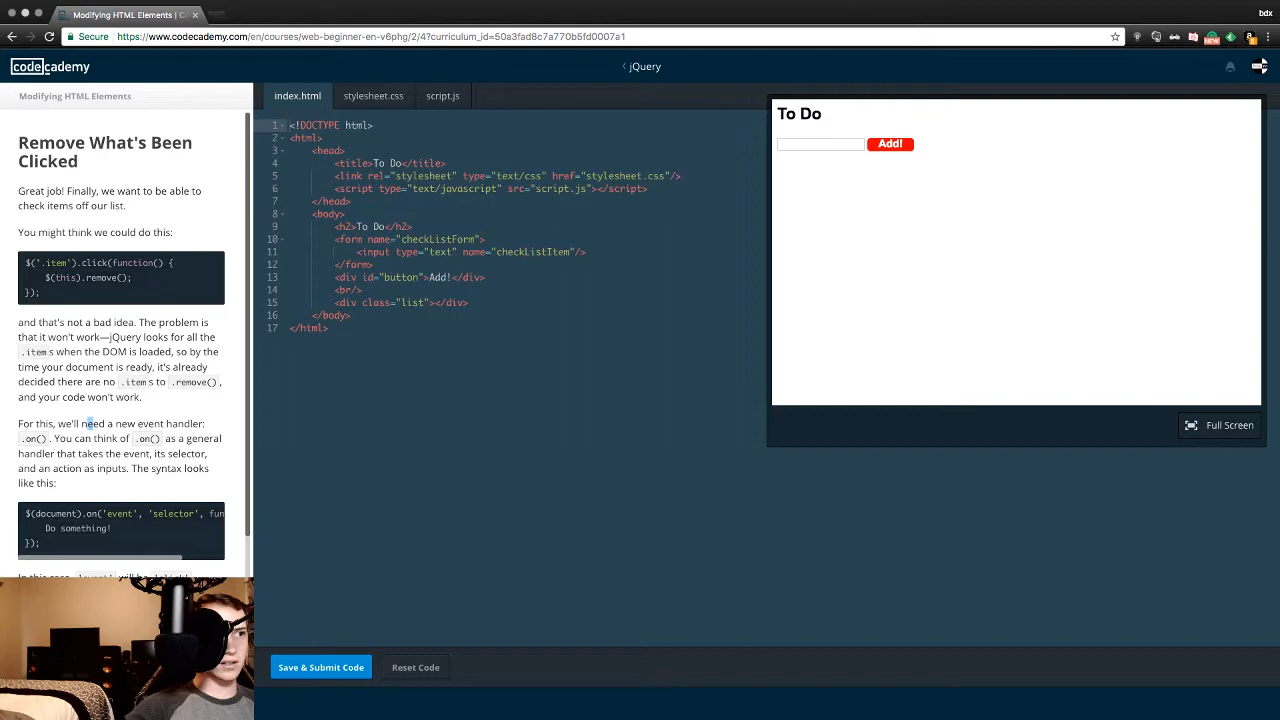 Modifying HTML Elements | C
bdx
Secure https://www.codecademy.com/en/courses/web-beginner-en-v6phg/2/4?curriculum_id=50a3fad8c7a770b5fd0007a1
NEW
codecademy
jQuery
Modifying HTML Elements
Remove What's Been
Clicked
Great job! Finally, we want to be able to
check items off our list.
You might think we could do this:
$('.item').click(function() {
$(this).remove();
});
and that's not a bad idea. The problem is
that it won't work—jQuery looks for all the
.item s when the DOM is loaded, so by the
time your document is ready, it's already
decided there are no .item s to .remove() ,
and your code won't work.
For this, we'll need a new event handler:
.on() . You can think of .on() as a general
handler that takes the event, its selector,
and an action as inputs. The syntax looks
like this:
$(document).on('event', 'selector', fun
Do something!
});
In this case, 'event' will be 'click',
index.html
stylesheet.css
script.js
1 <!DOCTYPE html>
2 <html>
3 <head>
4 <title>To Do</title>
5 <link rel="stylesheet" type="text/css" href="stylesheet.css"/>
6 <script type="text/javascript" src="script.js"></script>
7 </head>
8 <body>
9 <h2>To Do</h2>
10 <form name="checkListForm">
11 <input type="text" name="checkListItem"/>
12 </form>
13 <div id="button">Add!</div>
14 <br/>
15 <div class="list"></div>
16 </body>
17 </html>
To Do
Add!
Full Screen
Save & Submit Code
Reset Code